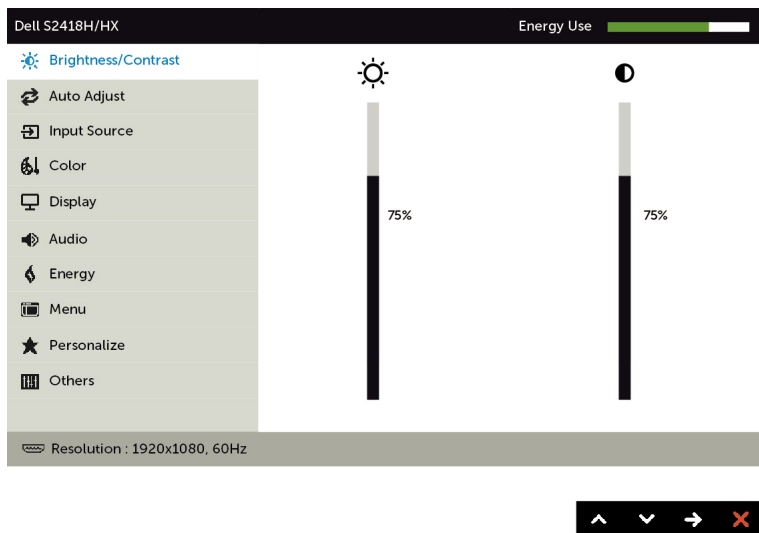 Dell S2418H/HX
Energy Use
Brightness/Contrast
Auto Adjust
Input Source
Color
Display
Audio
Energy
Menu
Personalize
Others
75%
75%
Resolution : 1920x1080, 60Hz